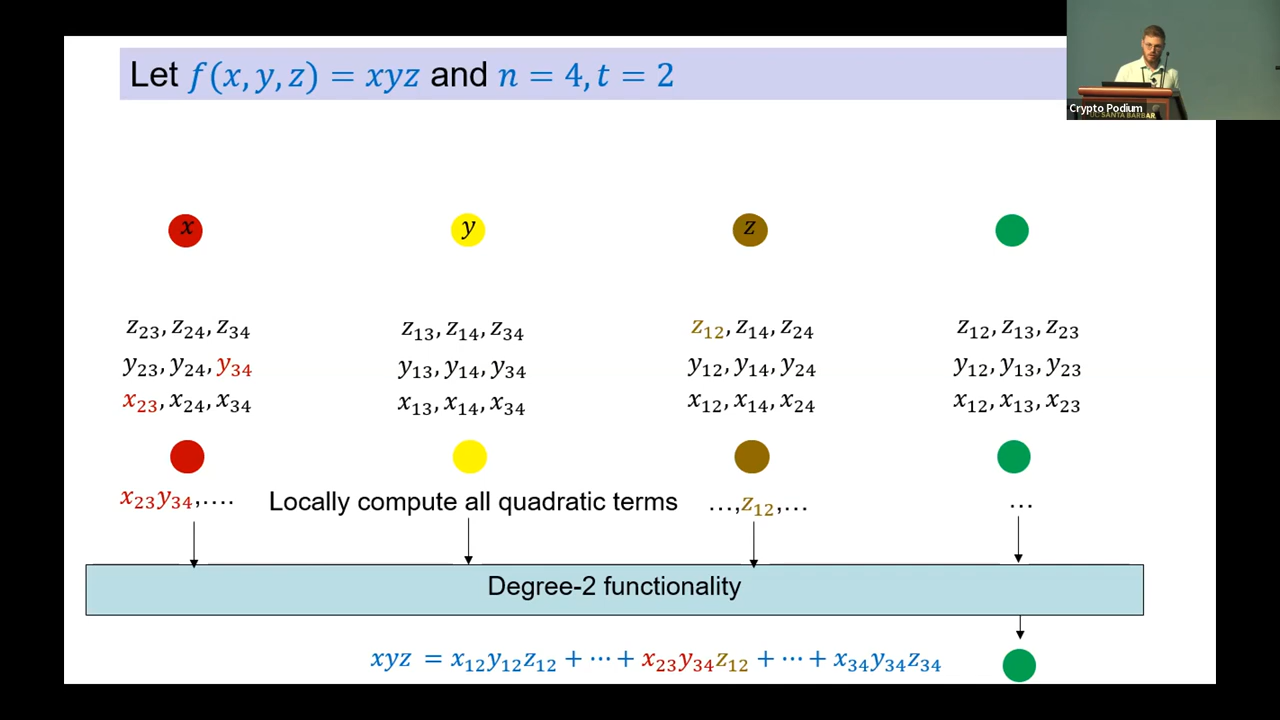 Let f(x, y, z) = xyz and n = 4, t = 2
Crypto Podium
UC SANTA BARBAR
x y z
z₂₃, z₂₄, z₃₄ z₁₃, z₁₄, z₃₄ z₁₂, z₁₄, z₂₄ z₁₂, z₁₃, z₂₃
y₂₃, y₂₄, y₃₄ y₁₃, y₁₄, y₃₄ y₁₂, y₁₄, y₂₄ y₁₂, y₁₃, y₂₃
x₂₃, x₂₄, x₃₄ x₁₃, x₁₄, x₃₄ x₁₂, x₁₄, x₂₄ x₁₂, x₁₃, x₂₃
x₂₃y₃₄,…. Locally compute all quadratic terms …,z₁₂,… …
Degree-2 functionality
xyz = x₁₂y₁₂z₁₂ + ⋯ + x₂₃y₃₄z₁₂ + ⋯ + x₃₄y₃₄z₃₄